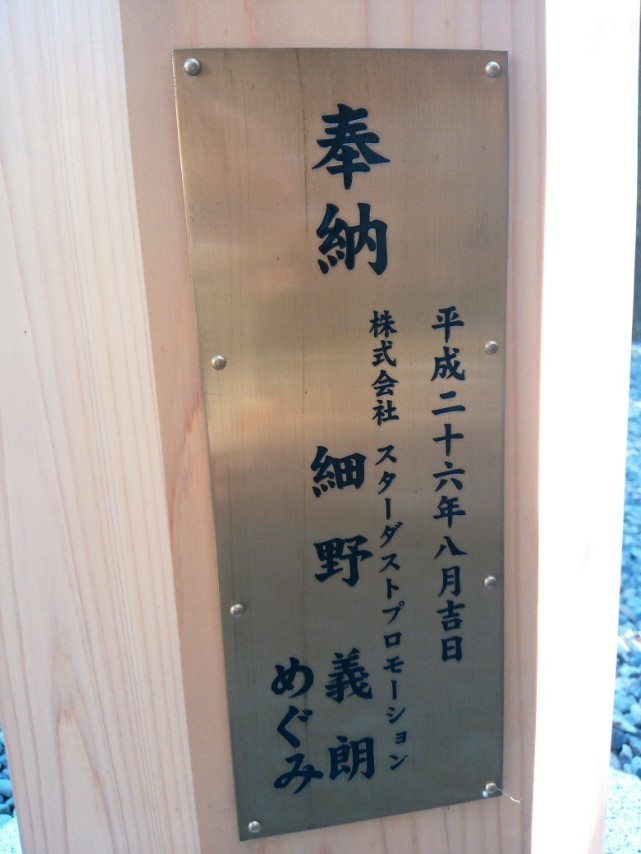 奉納
平成二十六年八月吉日
株式会社 スターダストプロモーション
細野 義朗
めぐみ